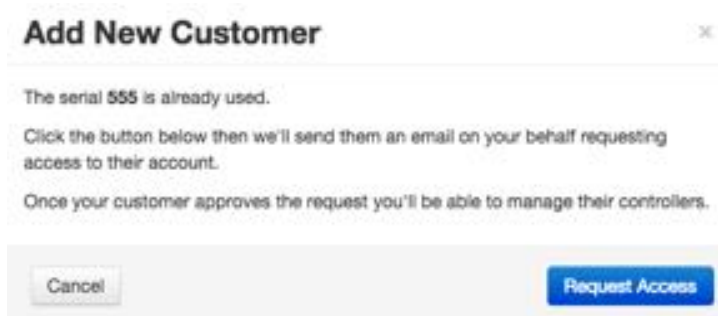 Add New Customer
×
The serial 555 is already used.
Click the button below then we'll send them an email on your behalf requesting
access to their account.
Once your customer approves the request you'll be able to manage their controllers.
Cancel
Request Access